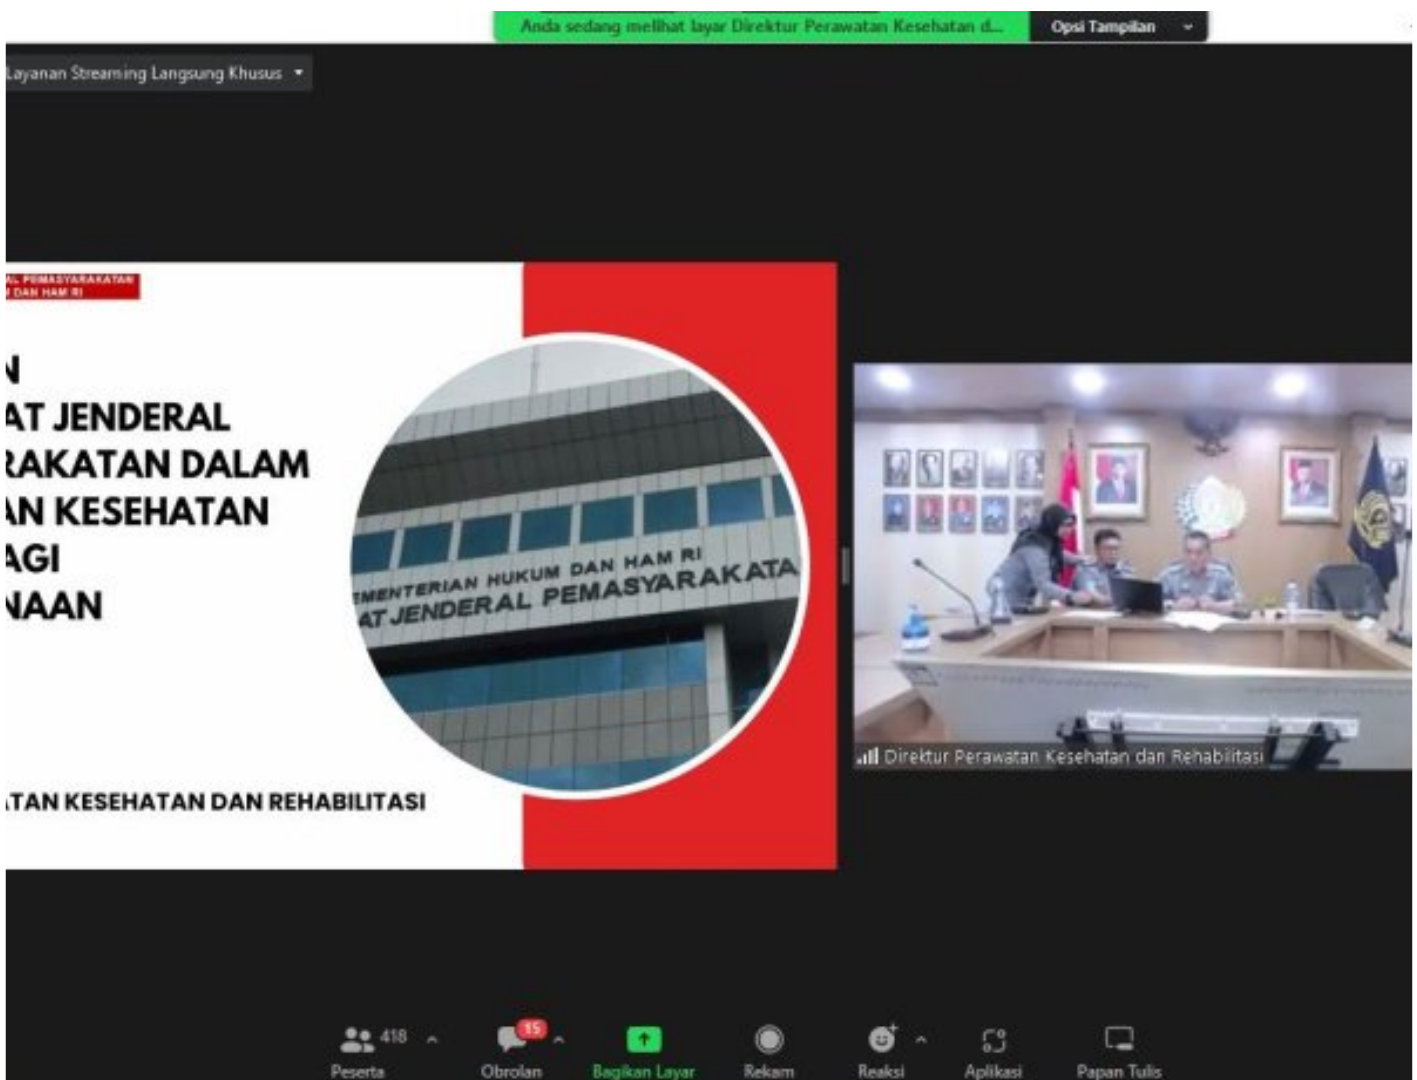 Anda sedang melihat layar Direktur Perawatan Kesehatan d...
Opsi Tampilan
Layanan Streaming Langsung Khusus
AL PEMASYARAKATAN
M DAN HAM RI
N
AT JENDERAL
RAKATAN DALAM
AN KESEHATAN
AGI
NAAN
EMENTERIAN HUKUM DAN HAM RI
AT JENDERAL PEMASYARAKATA
TAN KESEHATAN DAN REHABILITASI
Direktur Perawatan Kesehatan dan Rehabilitasi
418
15
Peserta
Obrolan
Bagikan Layar
Rekam
Reaksi
Aplikasi
Papan Tulis